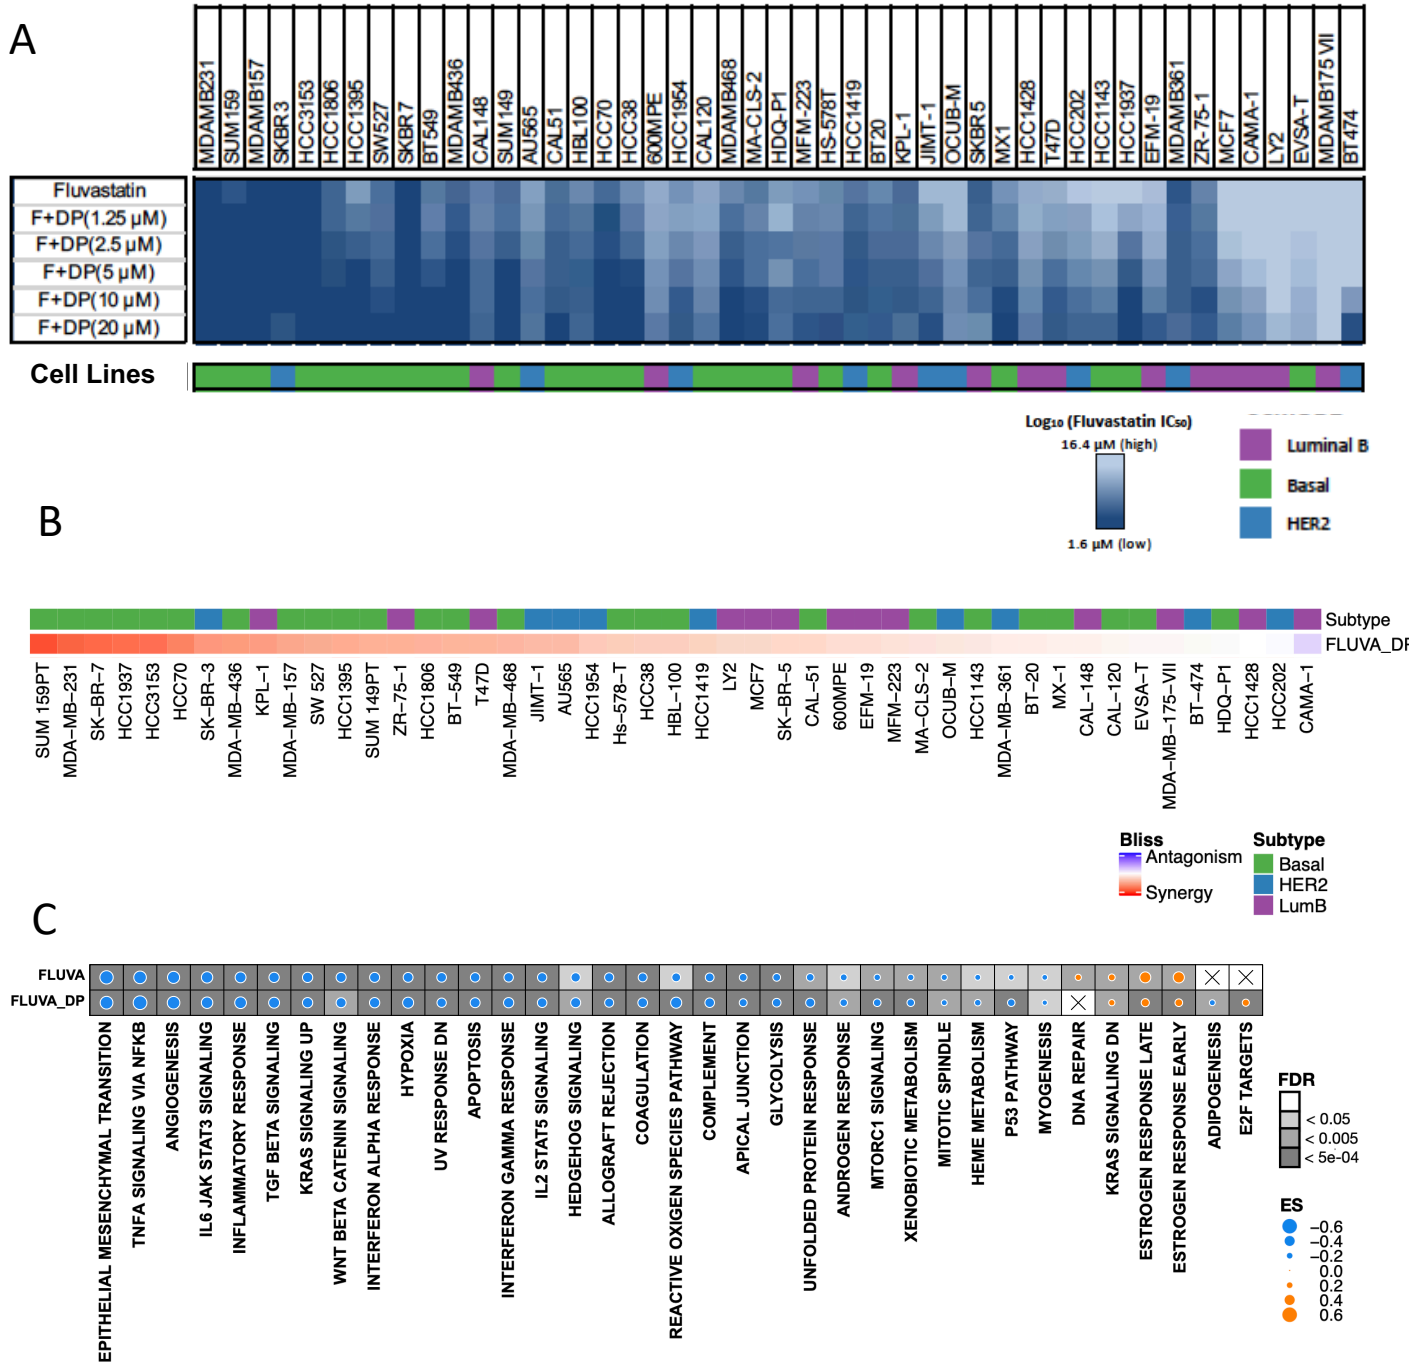 A
MDAMB231
SUM159
MDAMB157
SKBR3
HCC3153
HCC1806
HCC1395
SW527
SKBR7
BT549
MDAMB436
CAL148
SUM149
AU565
CAL51
HBL100
HCC70
HCC38
600MPE
HCC1954
CAL120
MDAMB468
MA-CLS-2
HDQ-P1
MFM-223
HS-578T
HCC1419
BT20
KPL-1
JIMT-1
OCUB-M
SKBR5
MX1
HCC1428
T47D
HCC202
HCC1143
HCC1937
EFM-19
MDAMB361
ZR-75-1
MCF7
CAMA-1
LY2
EVSA-T
MDAMB175 VII
BT474
Fluvastatin
F+DP(1.25 µM)
F+DP(2.5 µM)
F+DP(5 µM)
F+DP(10 µM)
F+DP(20 µM)
Cell Lines
Log₁₀ (Fluvastatin IC₅₀)
16.4 µM (high)
1.6 µM (low)
Luminal B
Basal
HER2
B
Subtype
FLUVA_DP
SUM 159PT
MDA−MB−231
SK−BR−7
HCC1937
HCC3153
HCC70
SK−BR−3
MDA−MB−436
KPL−1
MDA−MB−157
SW 527
HCC1395
SUM 149PT
ZR−75−1
HCC1806
BT−549
T47D
MDA−MB−468
JIMT−1
AU565
HCC1954
Hs−578−T
HCC38
HBL−100
HCC1419
LY2
MCF7
SK−BR−5
CAL−51
600MPE
EFM−19
MFM−223
MA−CLS−2
OCUB−M
HCC1143
MDA−MB−361
BT−20
MX−1
CAL−148
CAL−120
EVSA−T
MDA−MB−175−VII
BT−474
HDQ−P1
HCC1428
HCC202
CAMA−1
Bliss
Antagonism
Synergy
Subtype
Basal
HER2
LumB
C
FLUVA
FLUVA_DP
EPITHELIAL MESENCHYMAL TRANSITION
TNFA SIGNALING VIA NFKB
ANGIOGENESIS
IL6 JAK STAT3 SIGNALING
INFLAMMATORY RESPONSE
TGF BETA SIGNALING
KRAS SIGNALING UP
WNT BETA CATENIN SIGNALING
INTERFERON ALPHA RESPONSE
HYPOXIA
UV RESPONSE DN
APOPTOSIS
INTERFERON GAMMA RESPONSE
IL2 STAT5 SIGNALING
HEDGEHOG SIGNALING
ALLOGRAFT REJECTION
COAGULATION
REACTIVE OXIGEN SPECIES PATHWAY
COMPLEMENT
APICAL JUNCTION
GLYCOLYSIS
UNFOLDED PROTEIN RESPONSE
ANDROGEN RESPONSE
MTORC1 SIGNALING
XENOBIOTIC METABOLISM
MITOTIC SPINDLE
HEME METABOLISM
P53 PATHWAY
MYOGENESIS
DNA REPAIR
KRAS SIGNALING DN
ESTROGEN RESPONSE LATE
ESTROGEN RESPONSE EARLY
ADIPOGENESIS
E2F TARGETS
FDR
< 0.05
< 0.005
< 5e-04
ES
−0.6
−0.4
−0.2
0.0
0.2
0.4
0.6